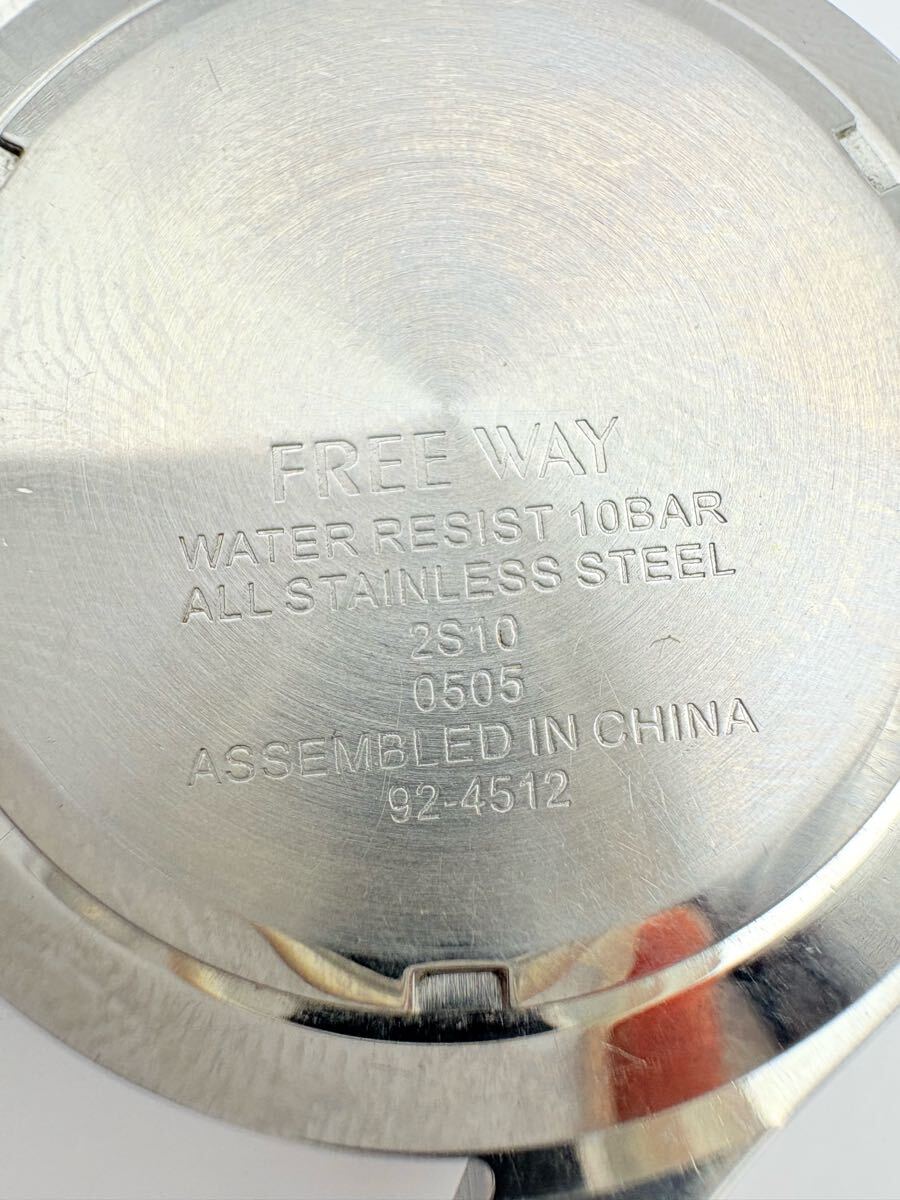 FREE WAY
WATER RESIST 10BAR
ALL STAINLESS STEEL
2S10
0505
ASSEMBLED IN CHINA
92-4512